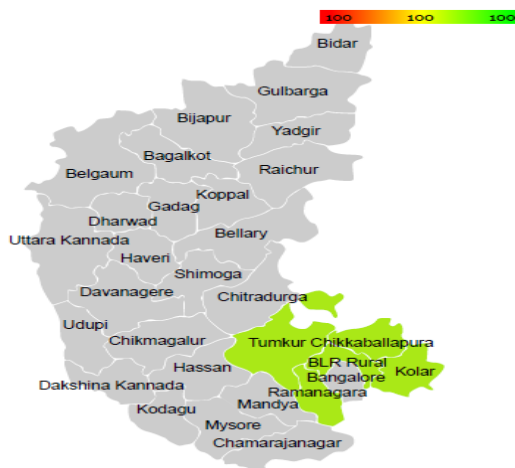 100 100 100
Bidar
Gulbarga
Bijapur
Yadgir
Bagalkot
Raichur
Belgaum
Koppal
Gadag
Dharwad
Bellary
Uttara Kannada
Haveri
Shimoga
Davanagere
Chitradurga
Udupi
Chikmagalur
Tumkur
Chikkaballapura
BLR Rural
Hassan
Kolar
Bangalore
Dakshina Kannada
Ramanagara
Kodagu
Mandya
Mysore
Chamarajanagar